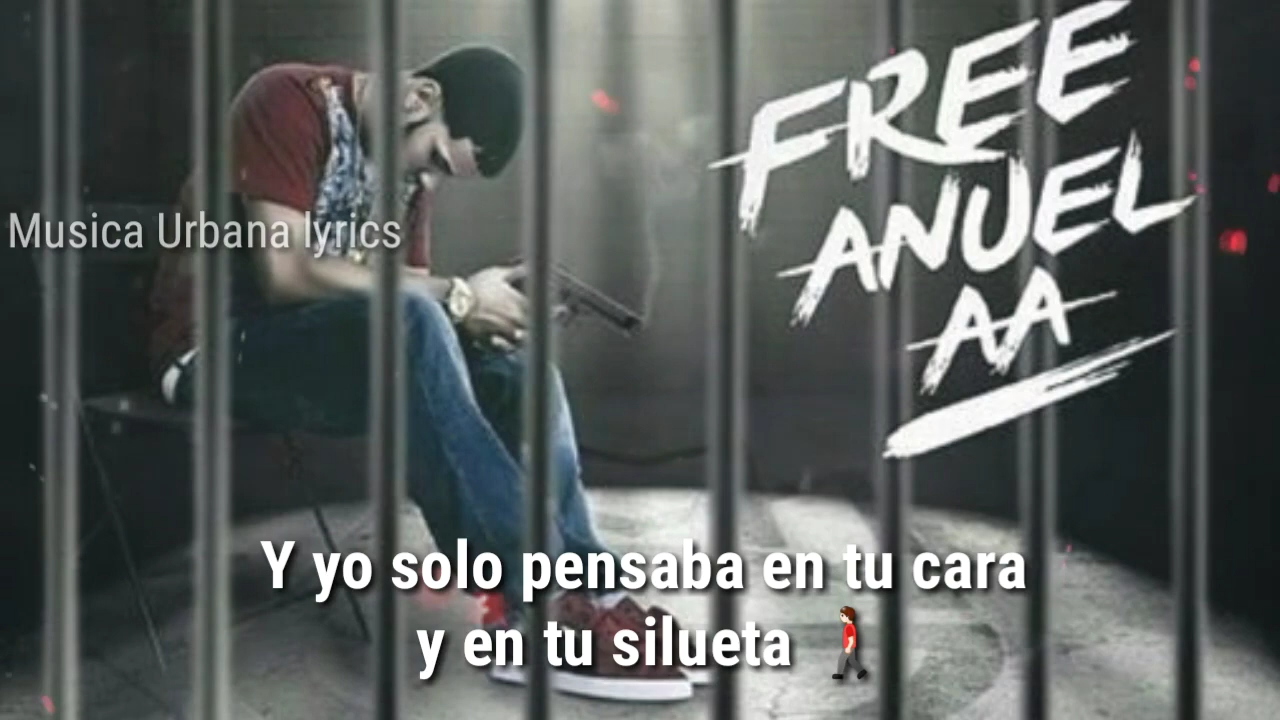 FREE
ANUEL
AA
Musica Urbana lyrics
Y yo solo pensaba en tu cara
y en tu silueta 🚶